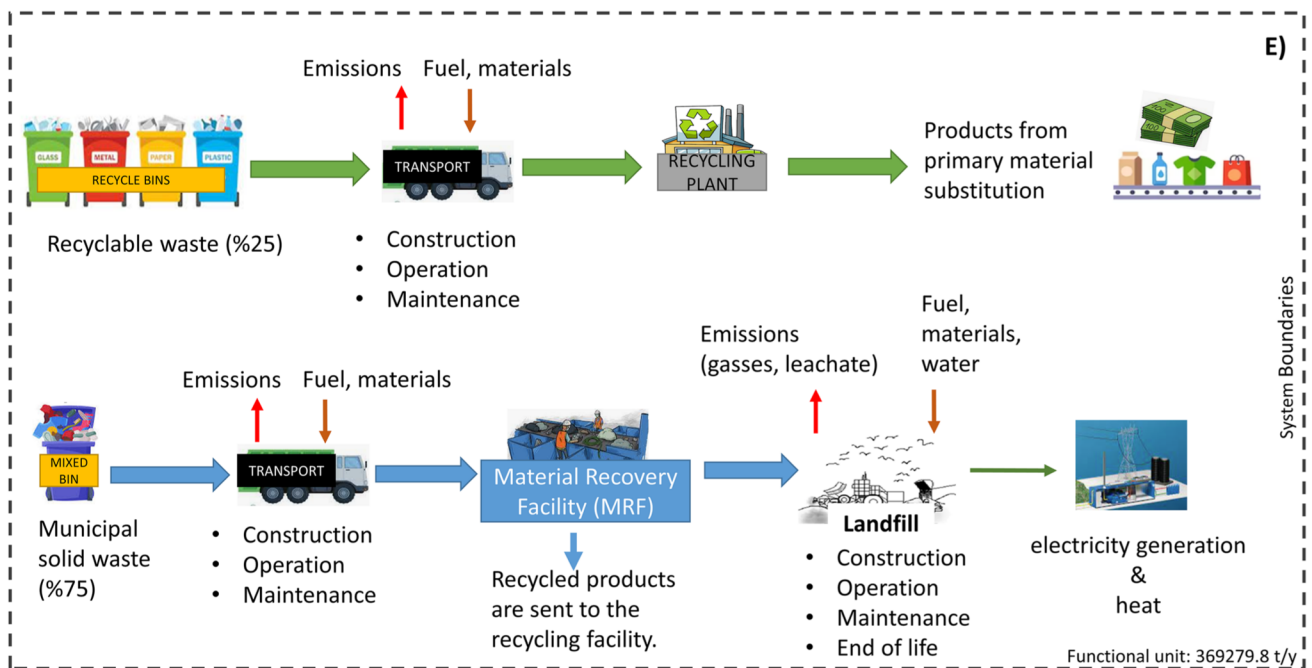 E)
Emissions
Fuel, materials
GLASS
METAL
PAPER
PLASTIC
RECYCLE BINS
TRANSPORT
RECYCLING
PLANT
Products from
primary material
substitution
Recyclable waste (%25)
• Construction
• Operation
• Maintenance
System Boundaries
Emissions
Fuel, materials
Emissions
(gasses, leachate)
Fuel,
materials,
water
MIXED
BIN
TRANSPORT
Material Recovery
Facility (MRF)
Landfill
Municipal
solid waste
(%75)
• Construction
• Operation
• Maintenance
Recycled products
are sent to the
recycling facility.
• Construction
• Operation
• Maintenance
• End of life
electricity generation
&
heat
Functional unit: 369279.8 t/y